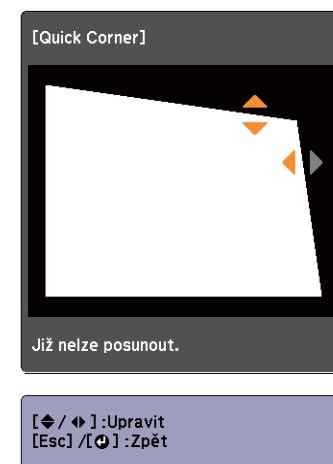 [Quick Corner]
Již nelze posunout.
[◆/◆] :Upravit
[Esc] /[↵] :Zpět